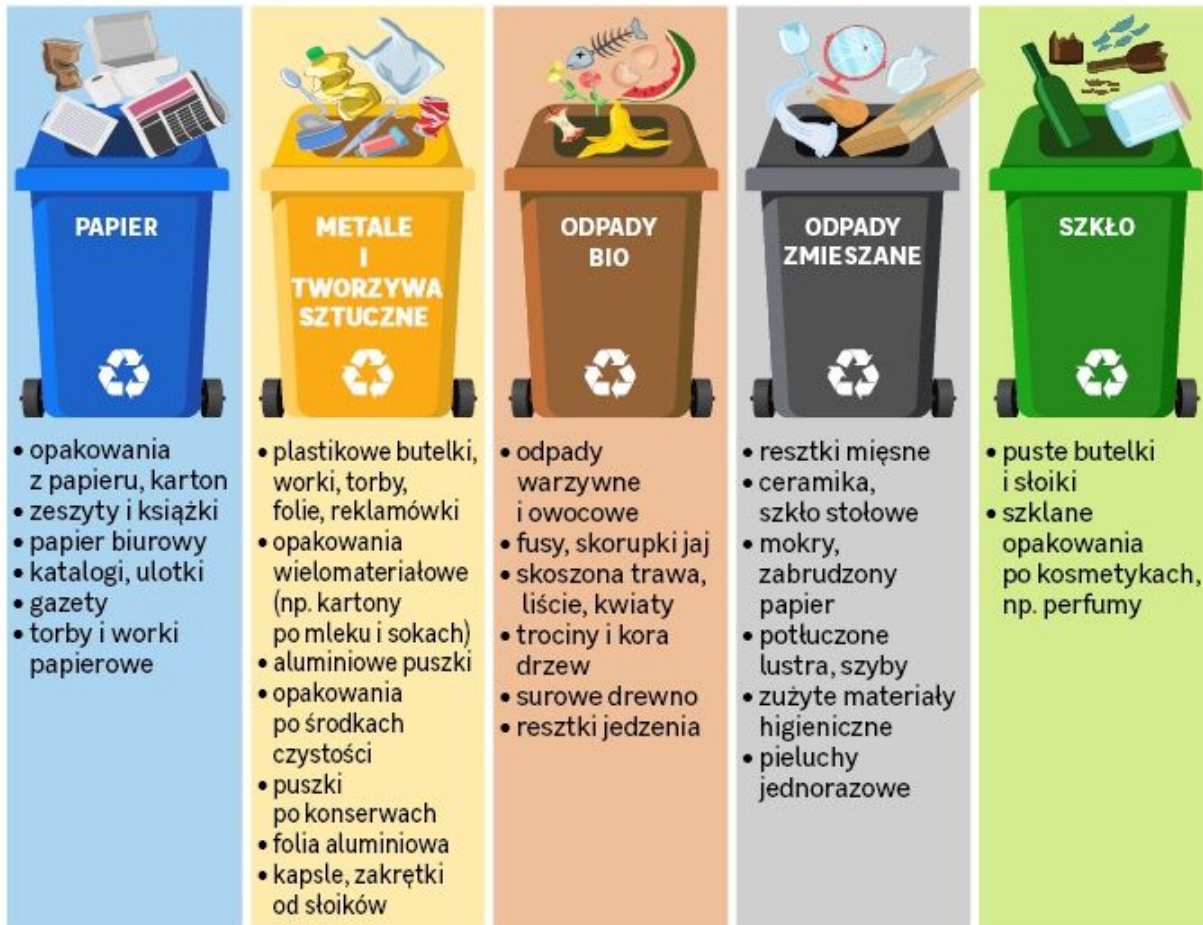 PAPIER
• opakowania
z papieru, karton
• zeszyty i książki
• papier biurowy
• katalogi, ulotki
• gazety
• torby i worki
papierowe
METALE
I
TWORZYWA
SZTUCZNE
• plastikowe butelki,
worki, torby,
folie, reklamówki
• opakowania
wielomateriałowe
(np. kartony
po mleku i sokach)
• aluminiowe puszki
• opakowania
po środkach
czystości
• puszki
po konserwach
• folia aluminiowa
• kapsle, zakrętki
od słoików
ODPADY
BIO
• odpady
warzywne
i owocowe
• fusy, skorupki jaj
• skoszona trawa,
liście, kwiaty
• trociny i kora
drzew
• surowe drewno
• resztki jedzenia
ODPADY
ZMIESZANE
• resztki mięsne
• ceramika,
szkło stołowe
• mokry,
zabrudzony
papier
• potłuczone
lustra, szyby
• zużyte materiały
higieniczne
• pieluchy
jednorazowe
SZKŁO
• puste butelki
i słoiki
• szklane
opakowania
po kosmetykach,
np. perfumy